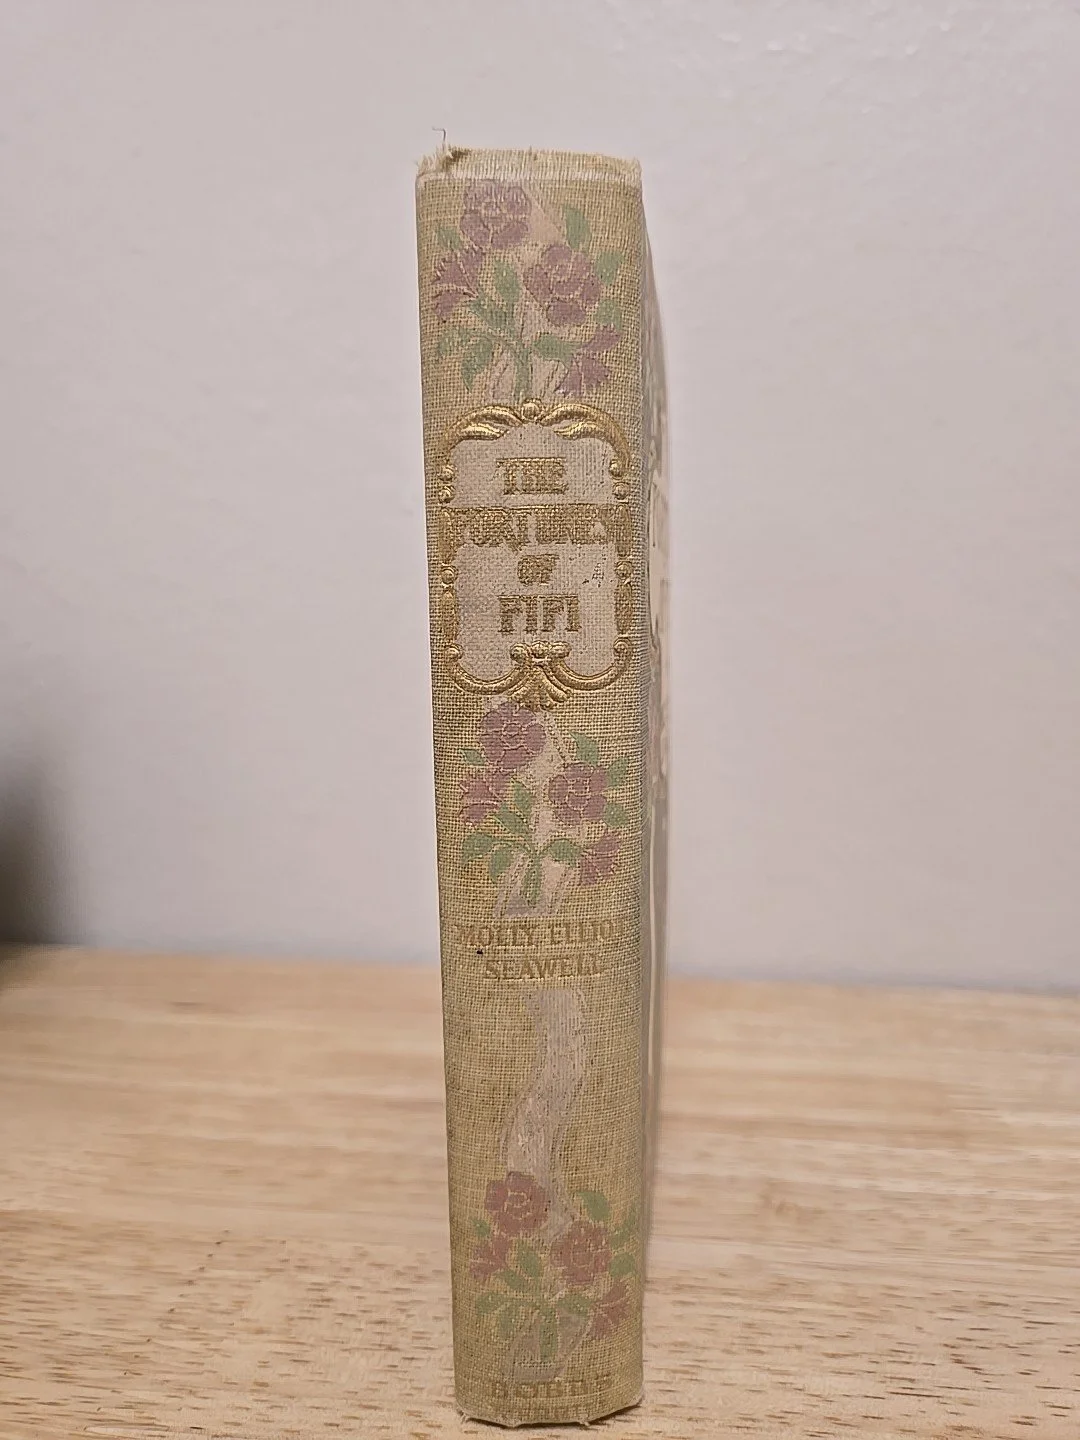 THE
FORTUNES
OF
FIFI
MOLLY ELLIOT
SEAWELL